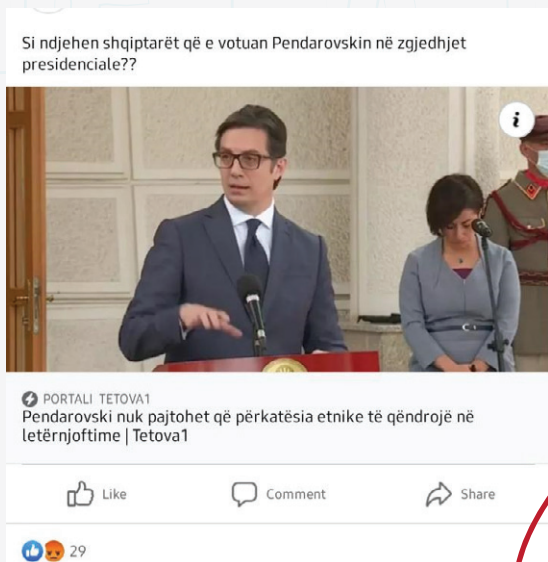 Si ndjehen shqiptarët që e votuan Pendarovskin në zgjedhjet
presidenciale??
i
PORTALI TETOVA1
Pendarovski nuk pajtohet që përkatësia etnike të qëndrojë në
letërnjoftime | Tetova1
Like
Comment
Share
29